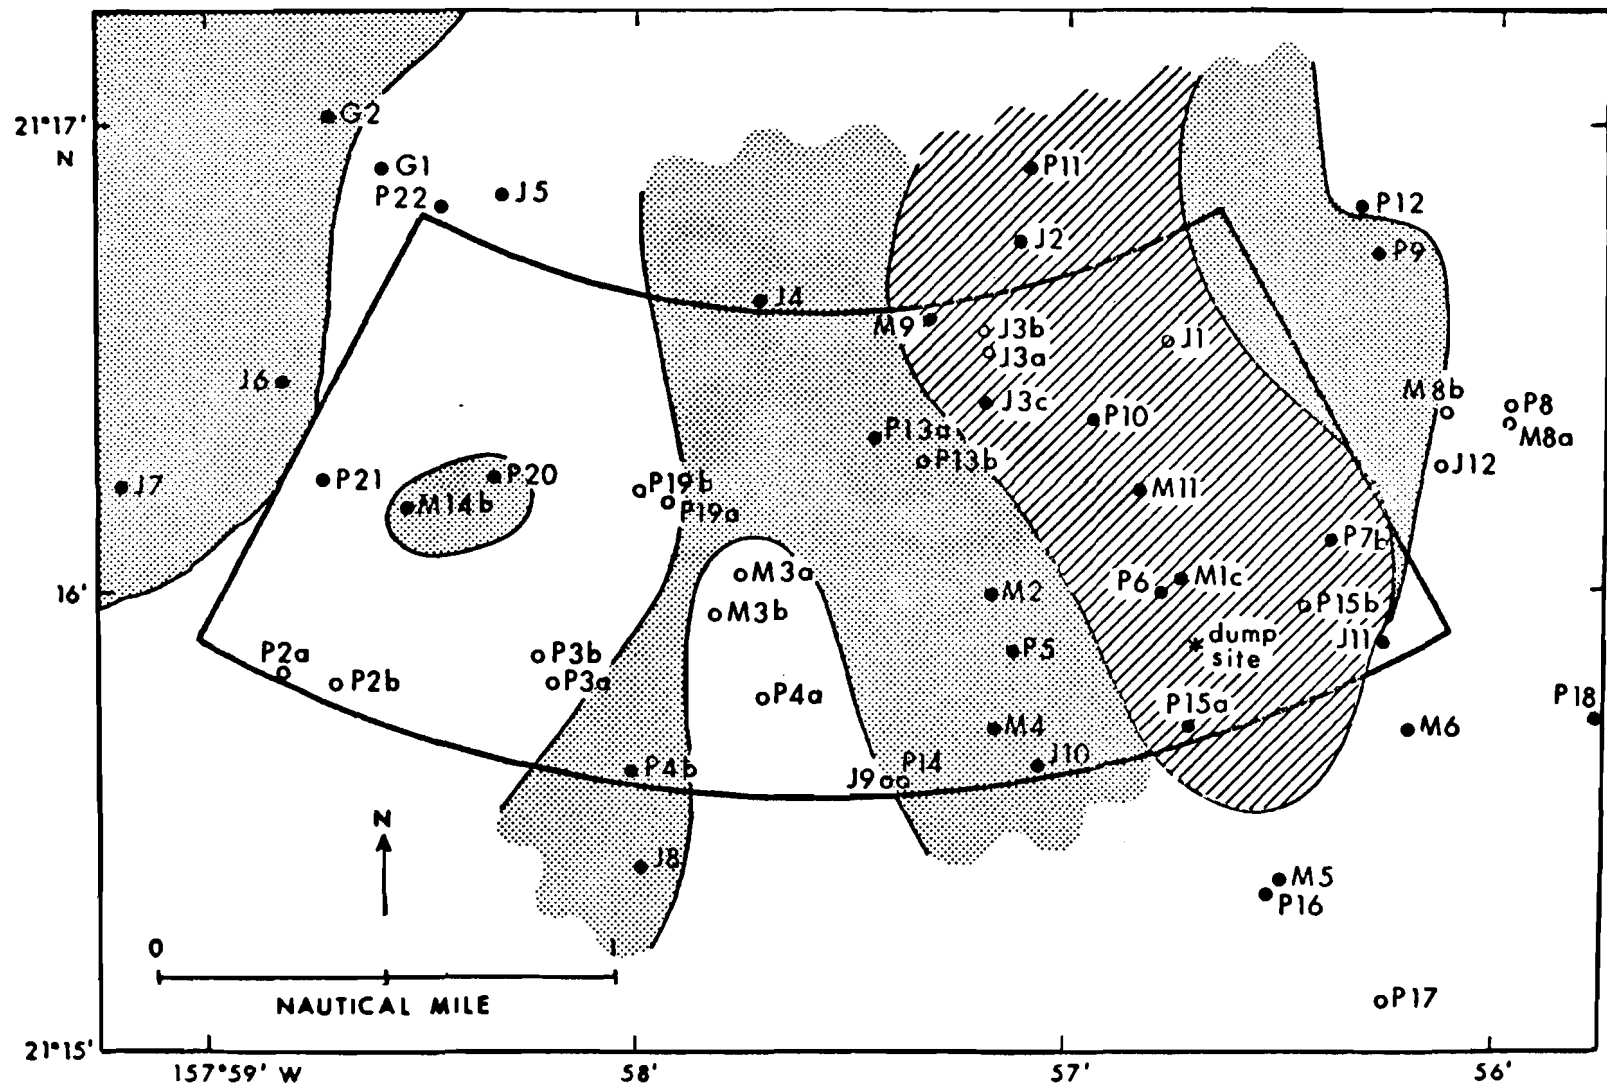 21°17'
N
G2
G1
P22
J5
P11
P12
J2
P9
J4
M9
J3b
J3a
J1
J6
J3c
P10
M8b
P8
M8a
P13a
P13b
J12
J7
P21
P20
M14b
P19b
P19a
M11
P7b
16'
M3a
M3b
M2
P6
M1c
P15b
P2a
P2b
P3b
P3a
P5
dump
site
J11
P4a
P15a
P18
M4
M6
P4b
J9a
P14
J10
N
J8
M5
P16
0
1
NAUTICAL MILE
P17
21°15'
157°59' W
58'
57'
56'